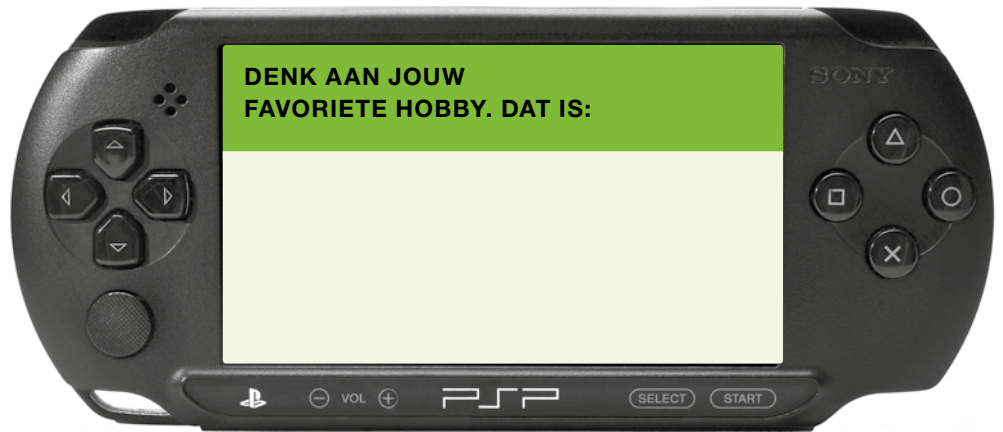 DENK AAN JOUW
FAVORIETE HOBBY. DAT IS:
SONY
VOL
PSP
SELECT
START